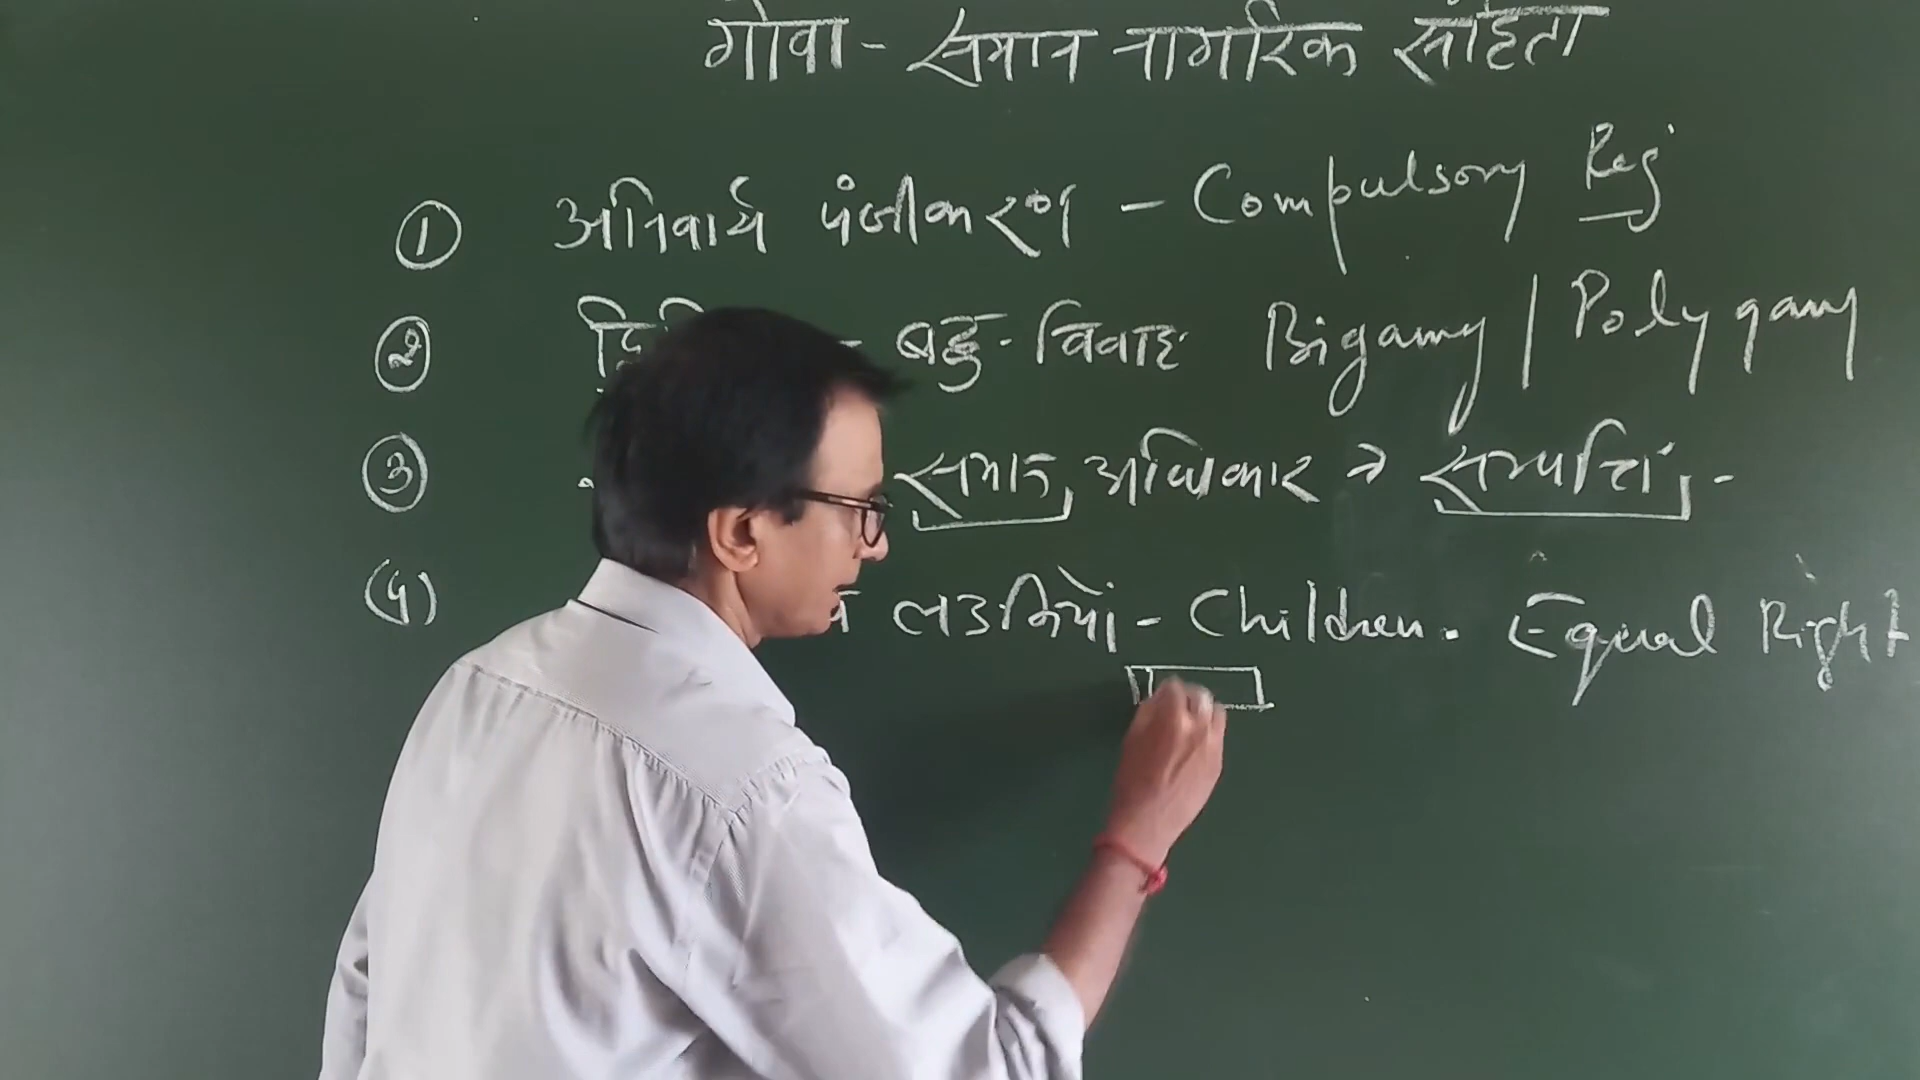 गोवा - समान नागरिक संहिता
① अनिवार्य पंजीकरण - Compulsory Reg
② बहु-विवाह Bigamy / Polygamy
③ समान अधिकार → सम्पत्ति -
(4) लडकियों - Children. Equal Right